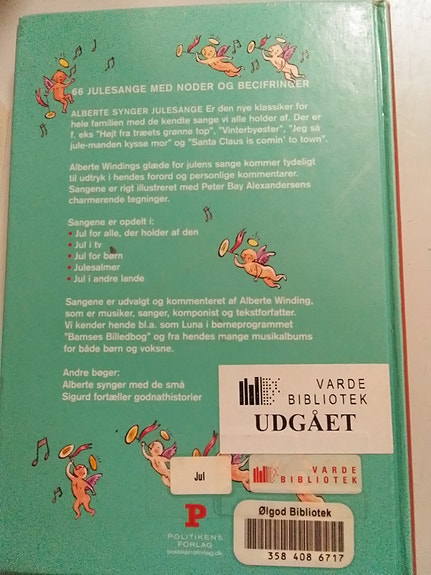 66 JULESANGE MED NODER OG BECIFRINGER
ALBERTE SYNGER JULESANGE Er den nye klassiker for
hele familien med de kendte sange vi alle holder af. Der er
f. eks "Højt fra træets grønne top", "Vinterbyøster", "Jeg så
jule-manden kysse mor" og "Santa Claus is comin' to town".
Alberte Windings glæde for julens sange kommer tydeligt
til udtryk i hendes forord og personlige kommentarer.
Sangene er rigt illustreret med Peter Bay Alexandersens
charmerende tegninger.
Sangene er opdelt i:
• Jul for alle, der holder af den
• Jul i tv
• Jul for børn
• Julesalmer
• Jul i andre lande
Sangene er udvalgt og kommenteret af Alberte Winding,
som er musiker, sanger, komponist og tekstforfatter.
Vi kender hende bl.a. som Luna i børneprogrammet
"Bamses Billedbog" og fra hendes mange musikalbums
for både børn og voksne.
Andre bøger:
Alberte synger med de små
Sigurd fortæller godnathistorier
VARDE
BIBLIOTEK
UDGÅET
Jul
VARDE
BIBLIOTEK
P
POLITIKENS
FORLAG
politikensforlag.dk
Ølgod Bibliotek
358 408 6717